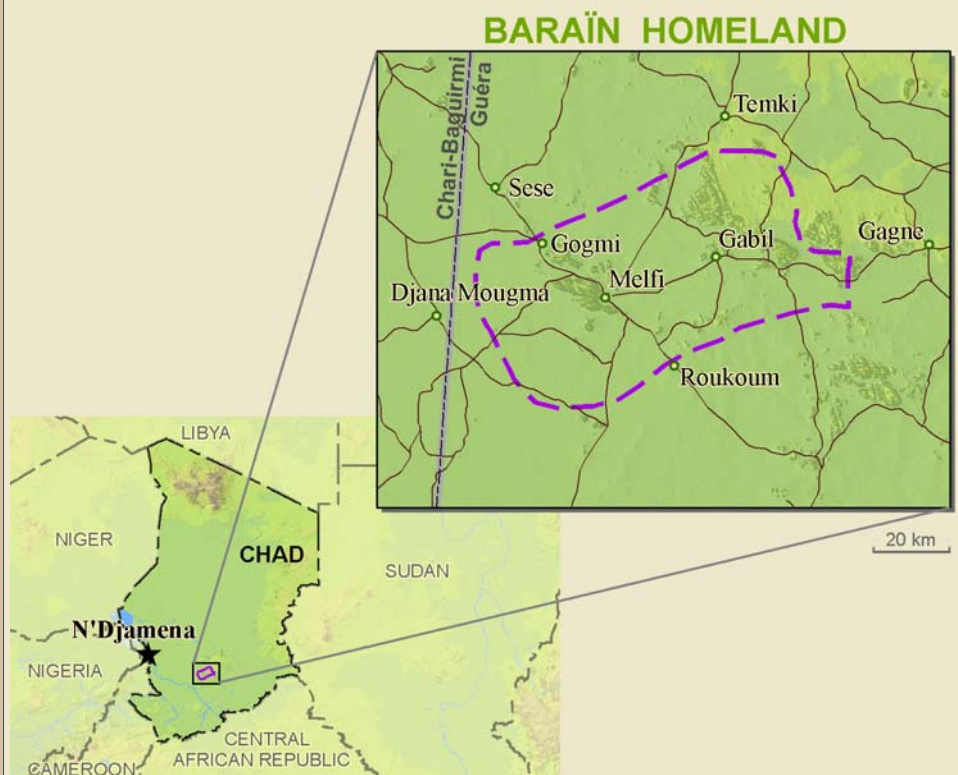 BARAÏN HOMELAND
Chari-Baguirmi
Guéra
Temki
Sese
Gogmi
Gabil
Gagne
Djana Mougma
Melfi
Roukoum
20 km
LIBYA
NIGER
CHAD
SUDAN
N'Djamena
NIGERIA
CENTRAL
AFRICAN REPUBLIC
CAMEROON